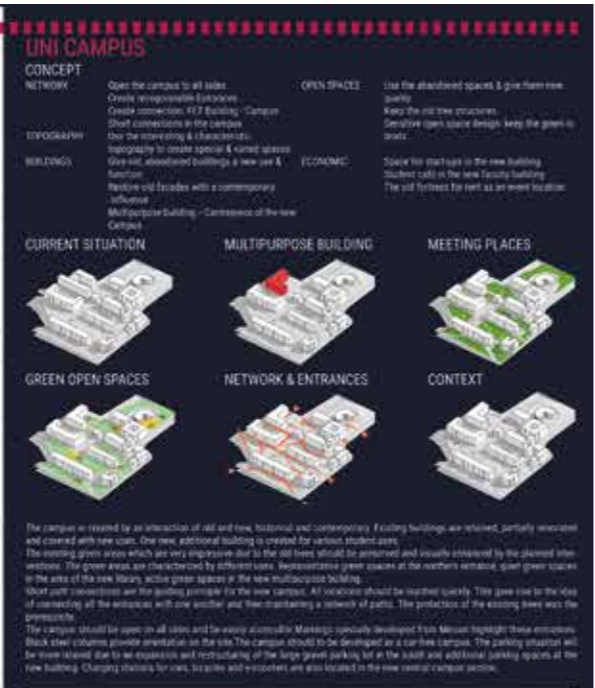 UNI CAMPUS
CONCEPT
NETWORK
Open the campus to all sides
Create recognisable Entrances
Create connection: Building - Campus
Short connections in the campus
TOPOGRAPHY
Use the interesting & characteristic
topography to create special & varied spaces
BUILDINGS
Give old, abandoned buildings a new use &
function
Restore old facades with a contemporary
influence
Multipurpose building - Centrepiece of the new
Campus
OPEN SPACES
Use the abandoned spaces & give them new
quality
Keep the old tree structures
Sensitive open space design: keep the green in
ECONOMIC
Space for start-ups in the new building
Student café in the new faculty building
The old fortress for rent as an event location
CURRENT SITUATION
MULTIPURPOSE BUILDING
MEETING PLACES
GREEN OPEN SPACES
NETWORK & ENTRANCES
CONTEXT
The campus is created by an interaction of old and new, historical and contemporary. Existing buildings are retained, partially renovated
and covered with new uses. One new, additional building is created for various student uses.
The existing green areas which are very impressive due to the old trees should be preserved and visually enhanced by the planned inter-
ventions. The green areas are characterized by different uses. Representative green spaces at the northern entrance, quiet green spaces
in the area of the new library, active green spaces in the new multipurpose building.
Short path connections are the guiding principle for the new campus. All locations should be reached quickly. This gave rise to the idea
of connecting all the entrances with one another and then maintaining a network of paths. The protection of the existing trees was the
prerequisite.
The campus should be open on all sides and be easily accessible. Markings specially developed from highlight these entrances.
Black steel columns provide orientation on the site. The campus should to be developed as a car-free campus. The parking situation will
be more relaxed due to an expansion and restructuring of the large gravel parking lot in the south and additional parking spaces at the
new building. Charging stations for cars, bicycles and e-scooters are also located in the new central campus section.